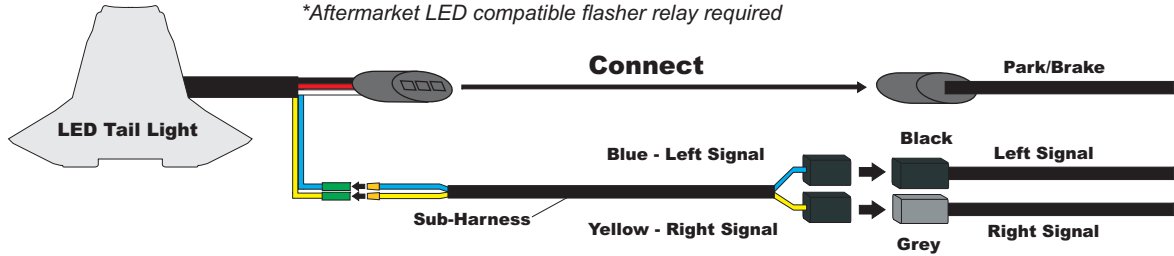 *Aftermarket LED compatible flasher relay required
Connect
Park/Brake
LED Tail Light
Black
Blue - Left Signal
Left Signal
Sub-Harness
Yellow - Right Signal
Right Signal
Grey